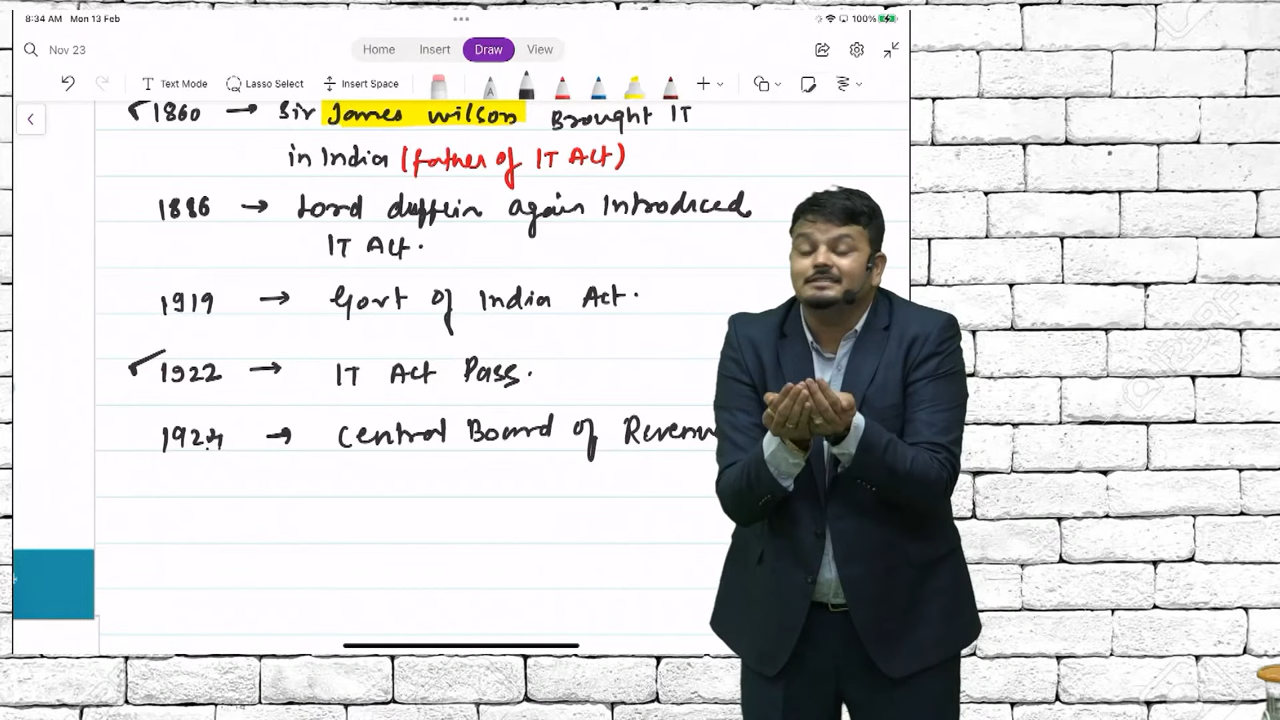 8:34 AM Mon 13 Feb
100%
Nov 23
Home Insert Draw View
Text Mode Lasso Select Insert Space
1860 → Sir James Wilson Brought IT
in India (father of IT Act)
1886 → Lord dufferin again Introduced
IT Act.
1919 → Govt of India Act.
1922 → IT Act Pass.
1924 → Central Board of Revenu